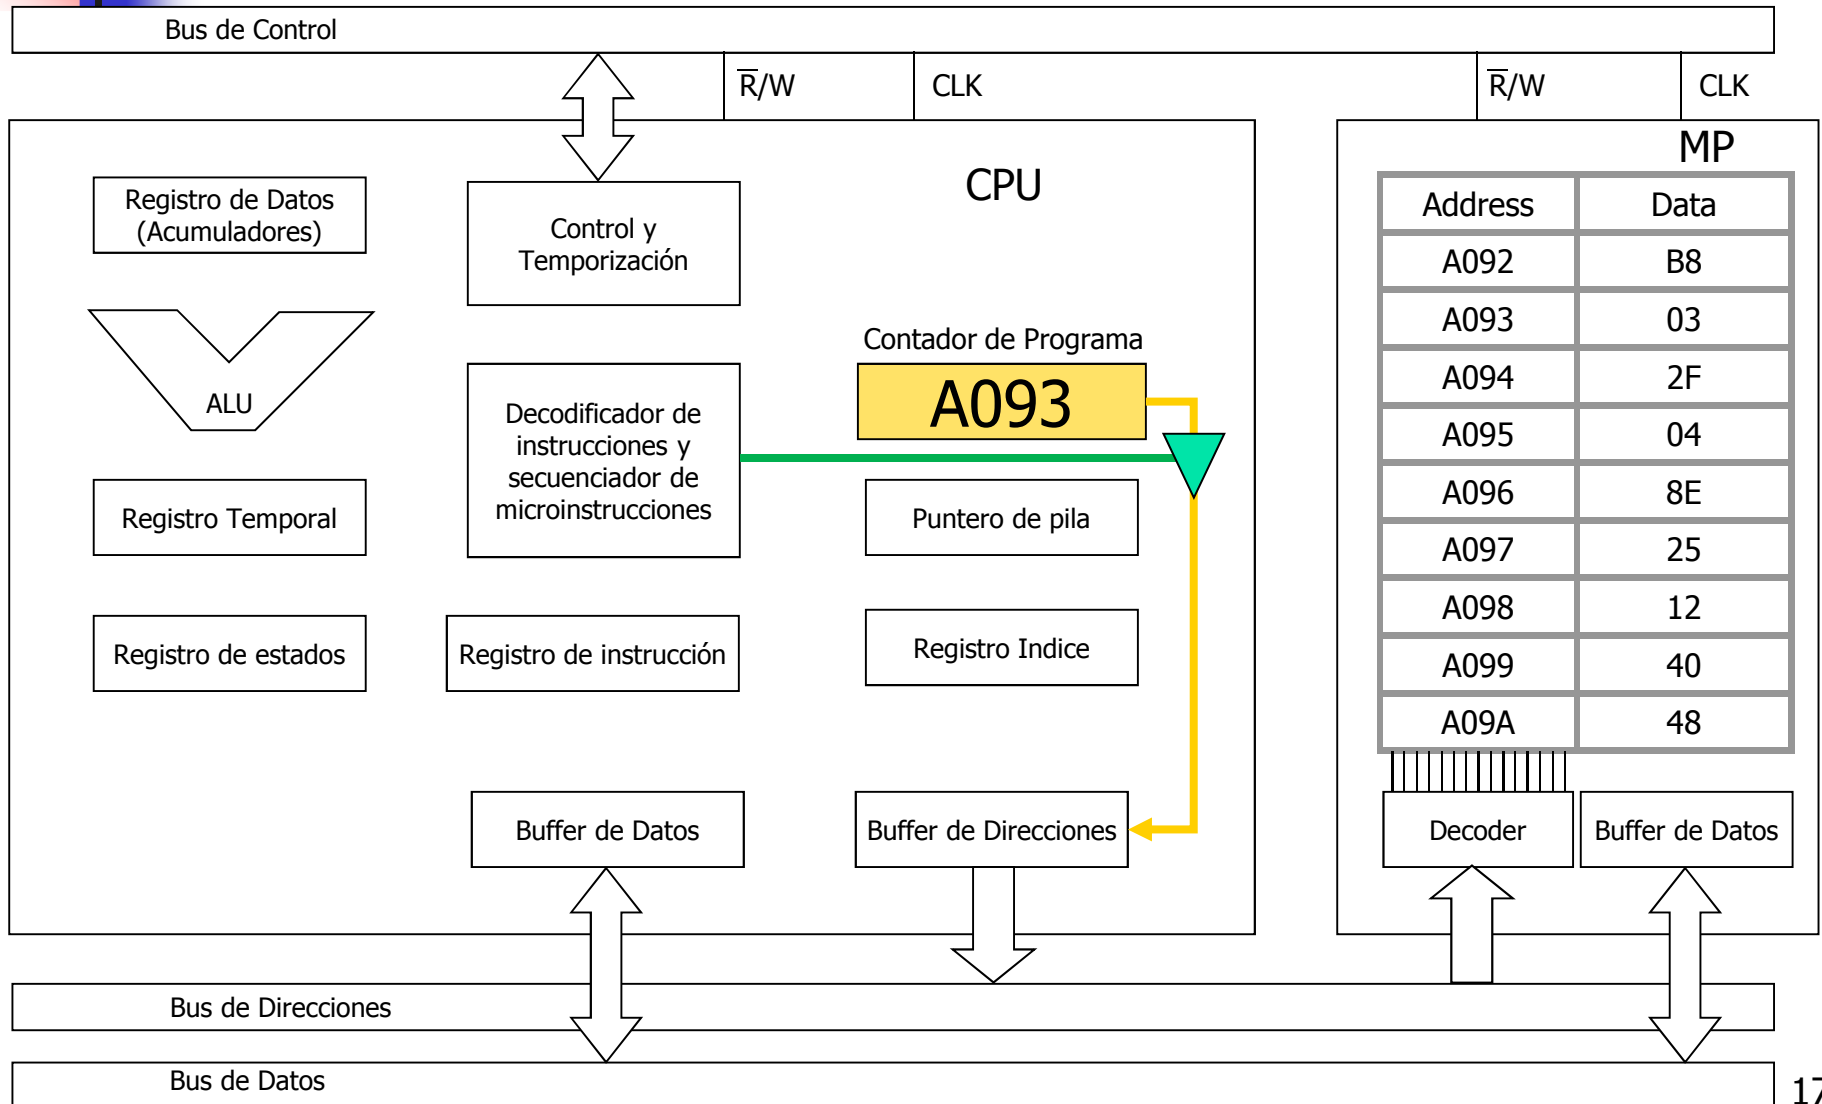 Bus de Control
R/W
CLK
R/W
CLK
CPU
MP
Registro de Datos
(Acumuladores)
Control y
Temporización
ALU
Decodificador de
instrucciones y
secuenciador de
microinstrucciones
Contador de Programa
A093
Registro Temporal
Puntero de pila
Registro de estados
Registro de instrucción
Registro Indice
Buffer de Datos
Buffer de Direcciones
Address Data
A092 B8
A093 03
A094 2F
A095 04
A096 8E
A097 25
A098 12
A099 40
A09A 48
Decoder
Buffer de Datos
Bus de Direcciones
Bus de Datos
17